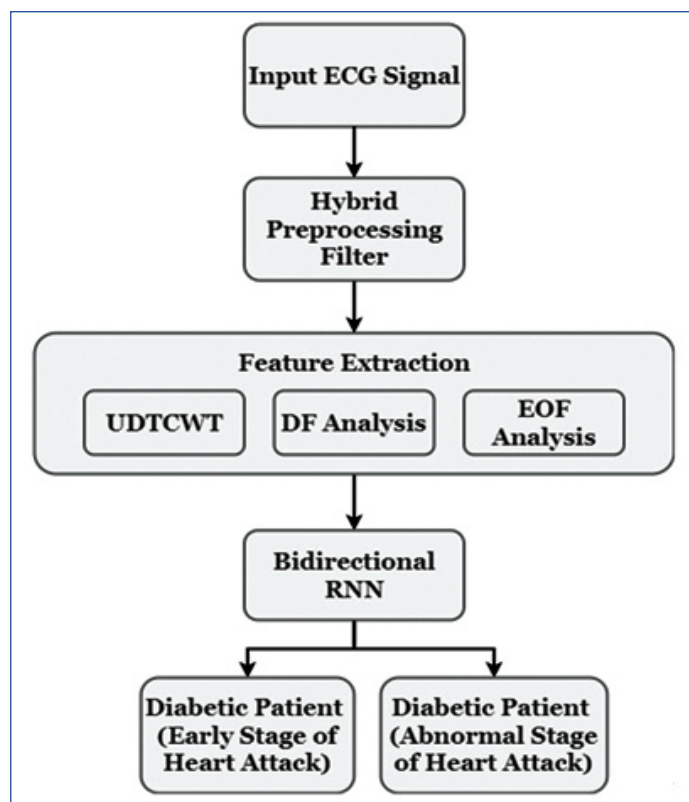 Input ECG Signal
Hybrid
Preprocessing
Filter
Feature Extraction
UDTCWT
DF Analysis
EOF
Analysis
Bidirectional
RNN
Diabetic Patient
(Early Stage of
Heart Attack)
Diabetic Patient
(Abnormal Stage
of Heart Attack)